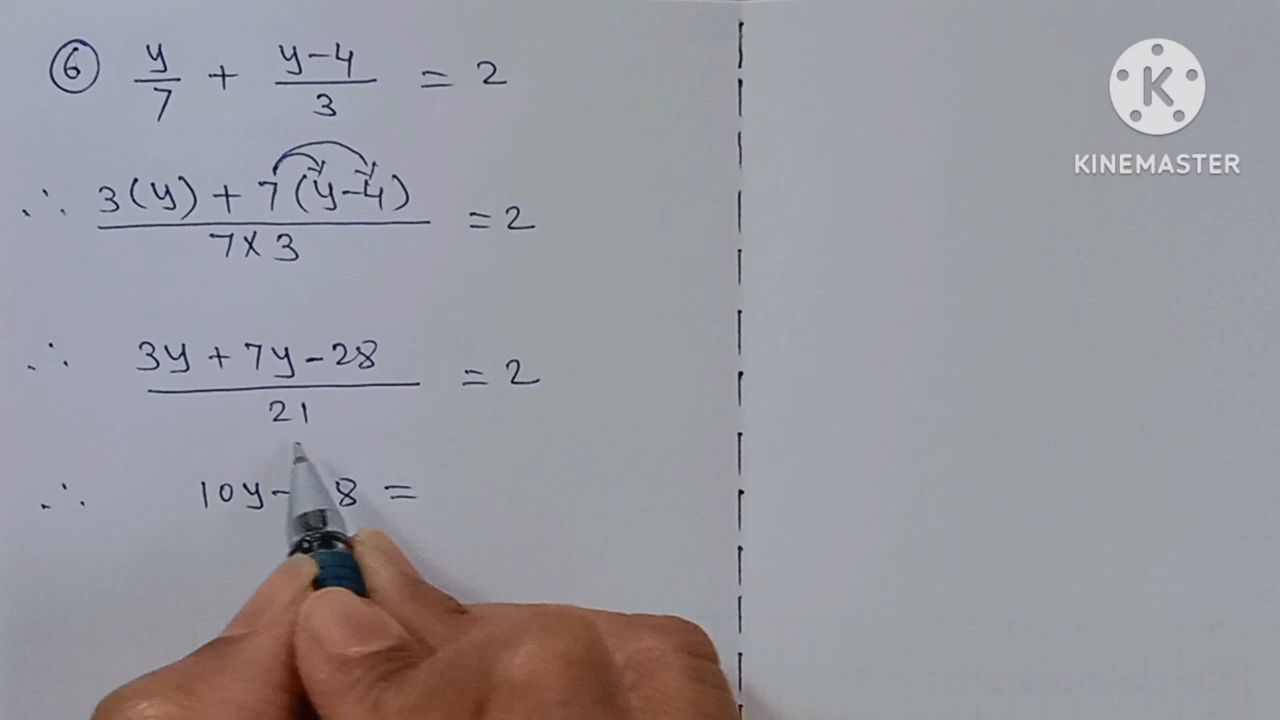 ⑥ y/7 + y-4/3 = 2
∴ 3(y) + 7(y-4)/7×3 = 2
∴ 3y + 7y - 28/21 = 2
∴ 10y - 8 =
K
KINEMASTER